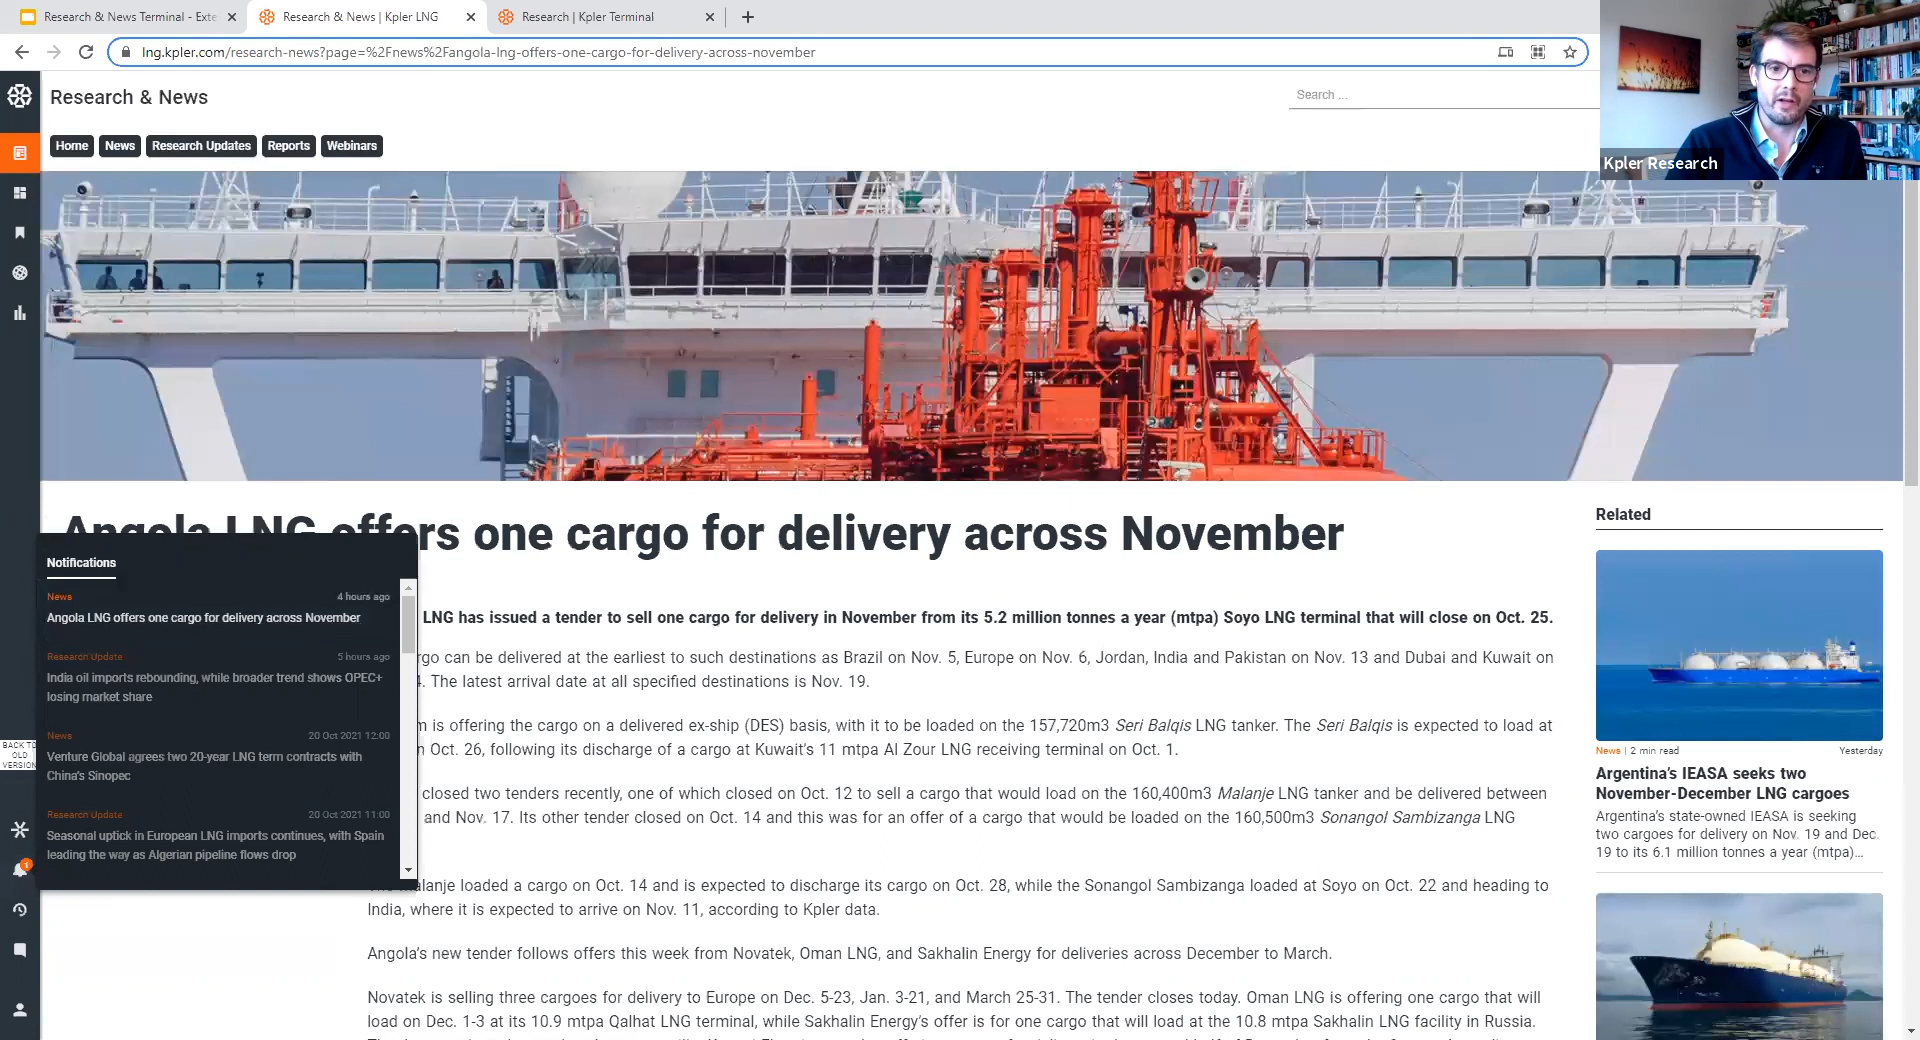 Research & News Terminal - Exte
Research & News | Kpler LNG
Research | Kpler Terminal
lng.kpler.com/research-news?page=%2Fnews%2Fangola-lng-offers-one-cargo-for-delivery-across-november
Research & News
Search ...
Kpler Research
Home News Research Updates Reports Webinars
Angola LNG offers one cargo for delivery across November
LNG has issued a tender to sell one cargo for delivery in November from its 5.2 million tonnes a year (mtpa) Soyo LNG terminal that will close on Oct. 25.
can be delivered at the earliest to such destinations as Brazil on Nov. 5, Europe on Nov. 6, Jordan, India and Pakistan on Nov. 13 and Dubai and Kuwait on
. The latest arrival date at all specified destinations is Nov. 19.
is offering the cargo on a delivered ex-ship (DES) basis, with it to be loaded on the 157,720m3 Seri Balqis LNG tanker. The Seri Balqis is expected to load at
Oct. 26, following its discharge of a cargo at Kuwait's 11 mtpa Al Zour LNG receiving terminal on Oct. 1.
closed two tenders recently, one of which closed on Oct. 12 to sell a cargo that would load on the 160,400m3 Malanje LNG tanker and be delivered between
and Nov. 17. Its other tender closed on Oct. 14 and this was for an offer of a cargo that would be loaded on the 160,500m3 Sonangol Sambizanga LNG
Malanje loaded a cargo on Oct. 14 and is expected to discharge its cargo on Oct. 28, while the Sonangol Sambizanga loaded at Soyo on Oct. 22 and heading to
India, where it is expected to arrive on Nov. 11, according to Kpler data.
Angola's new tender follows offers this week from Novatek, Oman LNG, and Sakhalin Energy for deliveries across December to March.
Novatek is selling three cargoes for delivery to Europe on Dec. 5-23, Jan. 3-21, and March 25-31. The tender closes today. Oman LNG is offering one cargo that will
load on Dec. 1-3 at its 10.9 mtpa Qalhat LNG terminal, while Sakhalin Energy's offer is for one cargo that will load at the 10.8 mtpa Sakhalin LNG facility in Russia.
Notifications
News 4 hours ago
Angola LNG offers one cargo for delivery across November
Research Update 5 hours ago
India oil imports rebounding, while broader trend shows OPEC+
losing market share
News 20 Oct 2021 12:00
Venture Global agrees two 20-year LNG term contracts with
China's Sinopec
Research Update 20 Oct 2021 11:00
Seasonal uptick in European LNG imports continues, with Spain
leading the way as Algerian pipeline flows drop
BACK TO
OLD
VERSION
1
Related
News | 2 min read Yesterday
Argentina's IEASA seeks two
November-December LNG cargoes
Argentina's state-owned IEASA is seeking
two cargoes for delivery on Nov. 19 and Dec.
19 to its 6.1 million tonnes a year (mtpa)...